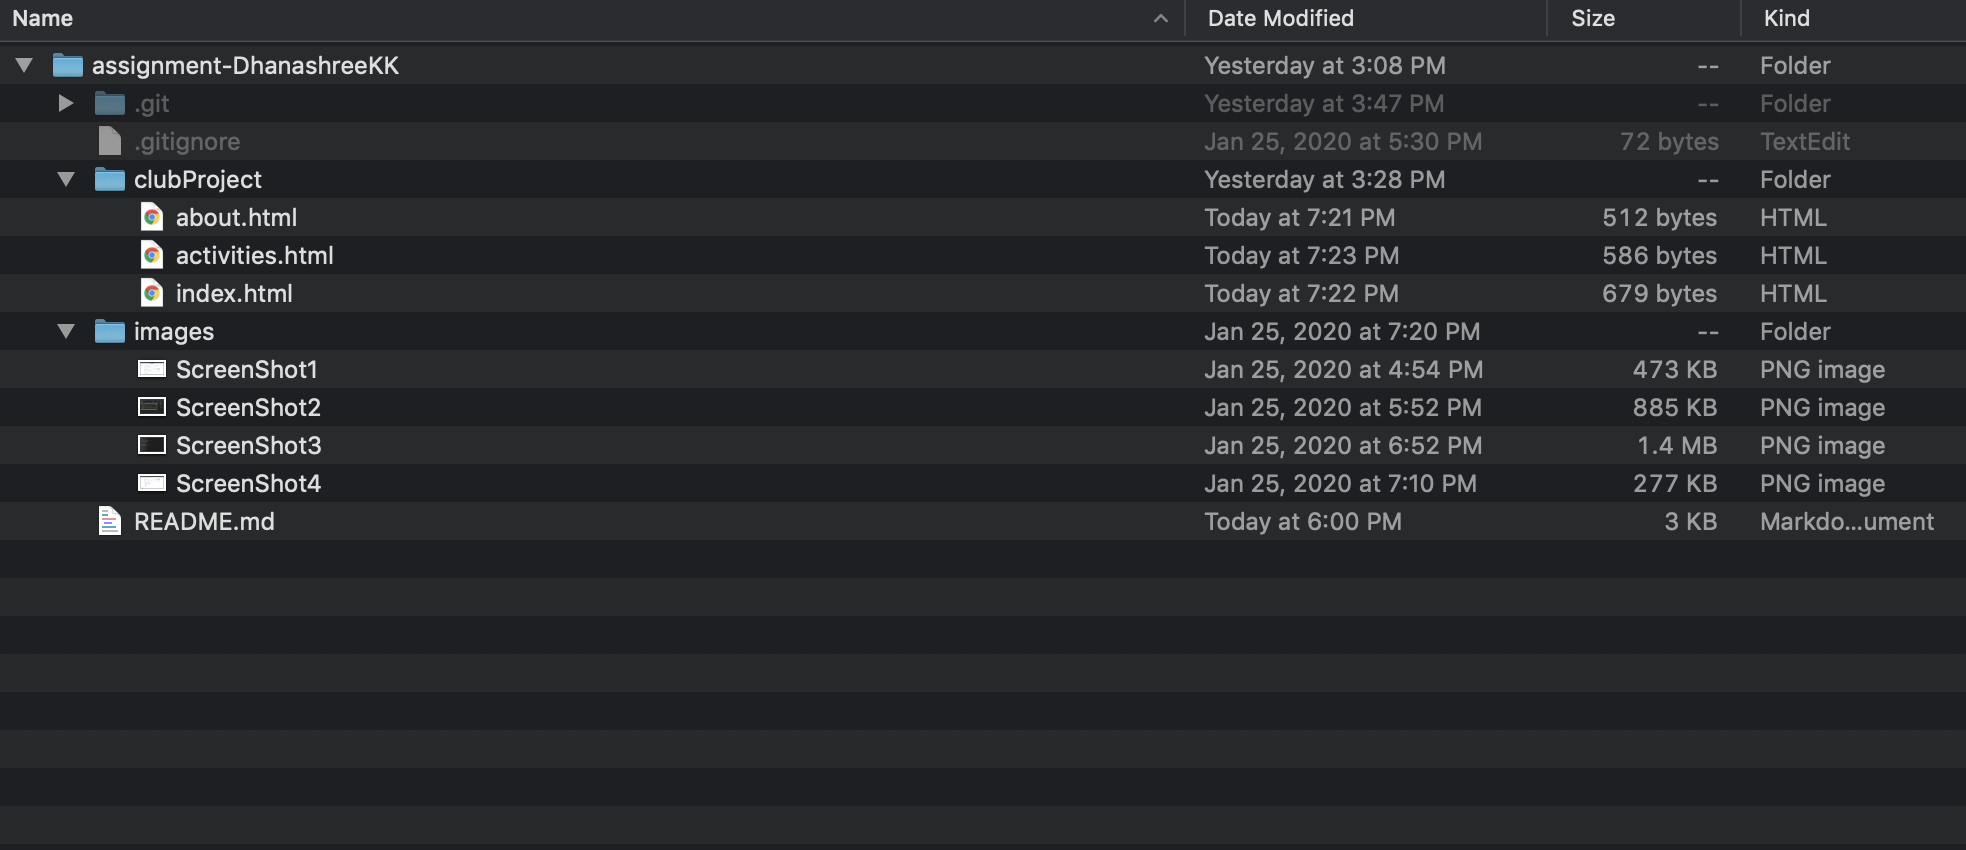 Name Date Modified Size Kind
assignment-DhanashreeKK Yesterday at 3:08 PM -- Folder
.git Yesterday at 3:47 PM -- Folder
.gitignore Jan 25, 2020 at 5:30 PM 72 bytes TextEdit
clubProject Yesterday at 3:28 PM -- Folder
about.html Today at 7:21 PM 512 bytes HTML
activities.html Today at 7:23 PM 586 bytes HTML
index.html Today at 7:22 PM 679 bytes HTML
images Jan 25, 2020 at 7:20 PM -- Folder
ScreenShot1 Jan 25, 2020 at 4:54 PM 473 KB PNG image
ScreenShot2 Jan 25, 2020 at 5:52 PM 885 KB PNG image
ScreenShot3 Jan 25, 2020 at 6:52 PM 1.4 MB PNG image
ScreenShot4 Jan 25, 2020 at 7:10 PM 277 KB PNG image
README.md Today at 6:00 PM 3 KB Markdo...ument